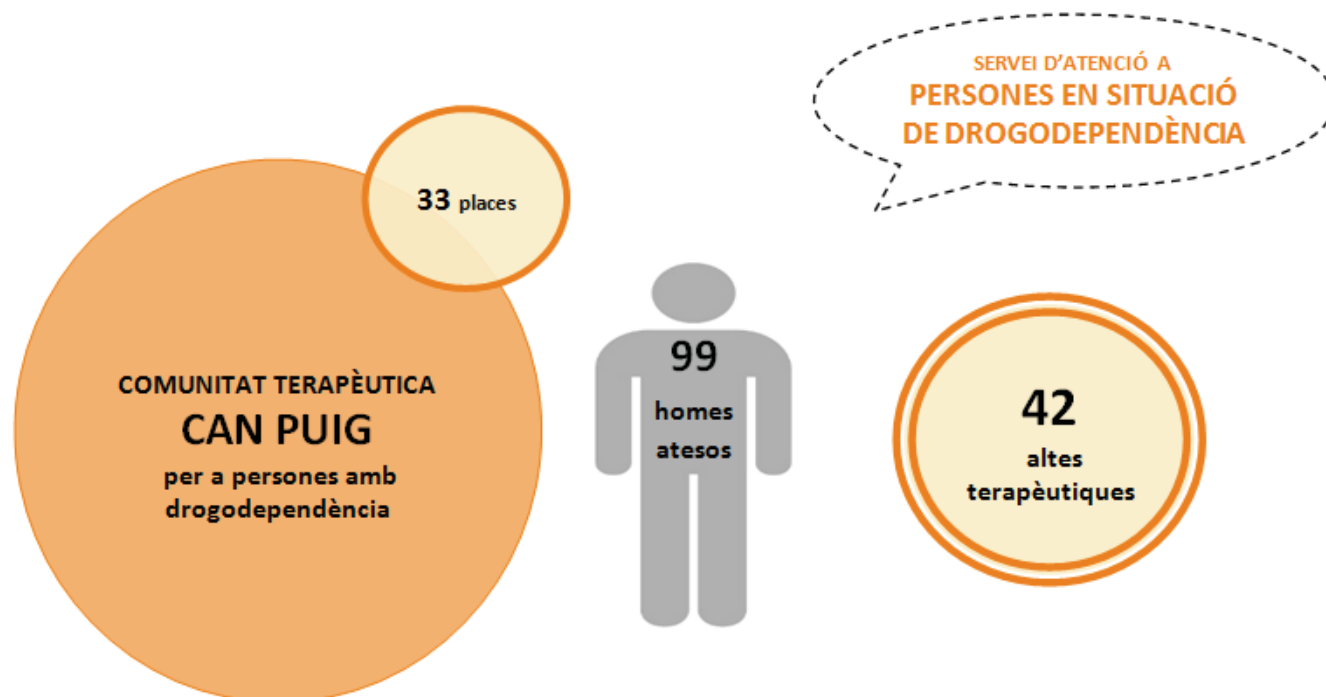 SERVEI D'ATENCIÓ A
PERSONES EN SITUACIÓ
DE DROGODEPENDÈNCIA
33 places
COMUNITAT TERAPÈUTICA
CAN PUIG
per a persones amb
drogodependència
99
homes
atesos
42
altes
terapèutiques